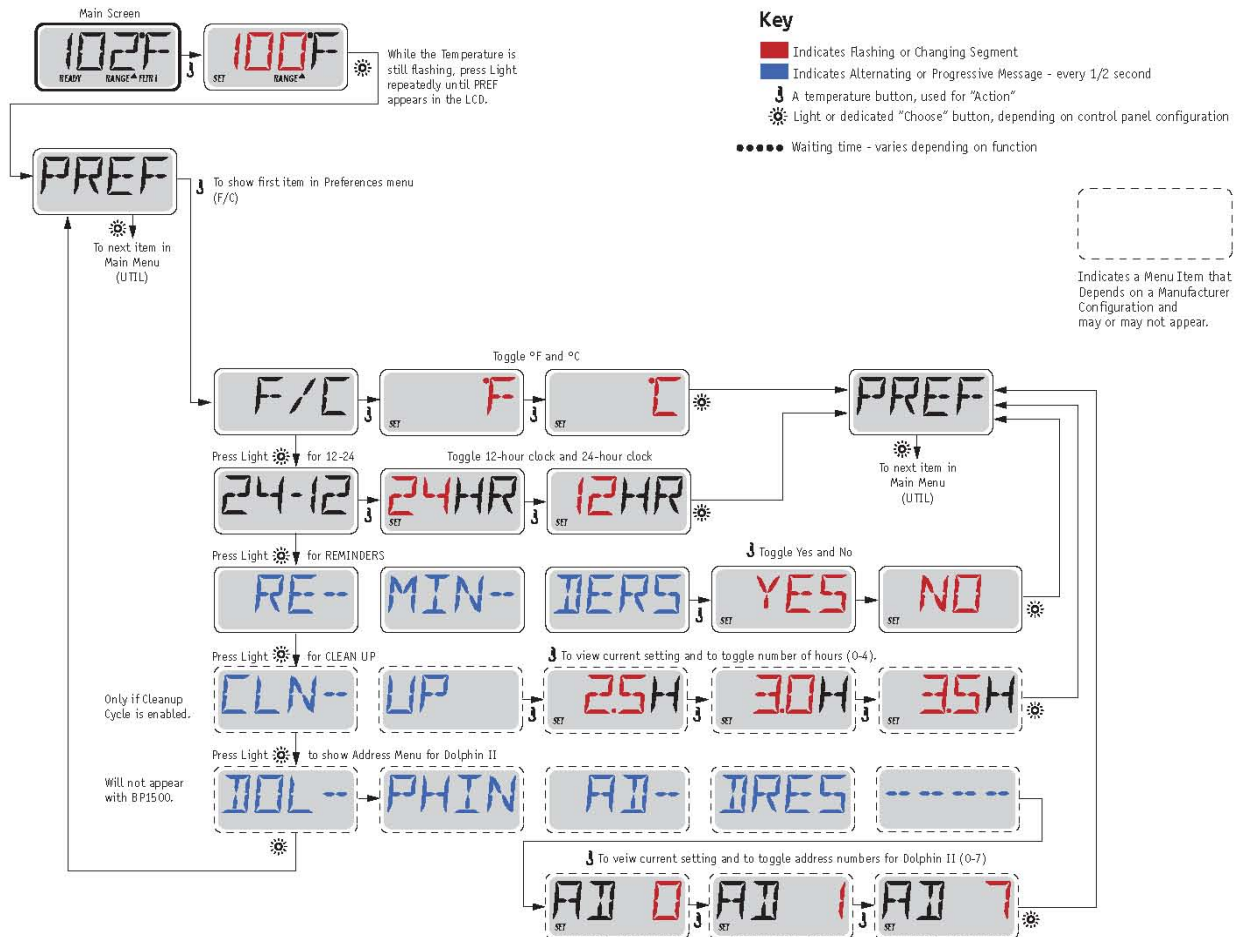 Main Screen
102°F
READY RANGE FLTR 1
100°F
SET RANGE
While the Temperature is
still flashing, press Light
repeatedly until PREF
appears in the LCD.
Key
Indicates Flashing or Changing Segment
Indicates Alternating or Progressive Message - every 1/2 second
A temperature button, used for "Action"
Light or dedicated "Choose" button, depending on control panel configuration
Waiting time - varies depending on function
Indicates a Menu Item that
Depends on a Manufacturer
Configuration and
may or may not appear.
PREF
To show first item in Preferences menu
(F/C)
To next item in
Main Menu
(UTIL)
Toggle °F and °C
F/C
°F
SET
°C
SET
PREF
To next item in
Main Menu
(UTIL)
Press Light for 12-24
Toggle 12-hour clock and 24-hour clock
24-12
24HR
SET
12HR
SET
Press Light for REMINDERS
Toggle Yes and No
RE-
MIN-
DERS
YES
SET
NO
SET
Press Light for CLEAN UP
To view current setting and to toggle number of hours (0-4).
Only if Cleanup
Cycle is enabled.
CLN-
UP
2.5H
SET
3.0H
SET
3.5H
SET
Press Light to show Address Menu for Dolphin II
Will not appear
with BP1500.
DOL-
PHIN
AD-
DRES
----
To veiw current setting and to toggle address numbers for Dolphin II (0-7)
AD 0
SET
AD 1
SET
AD 7
SET